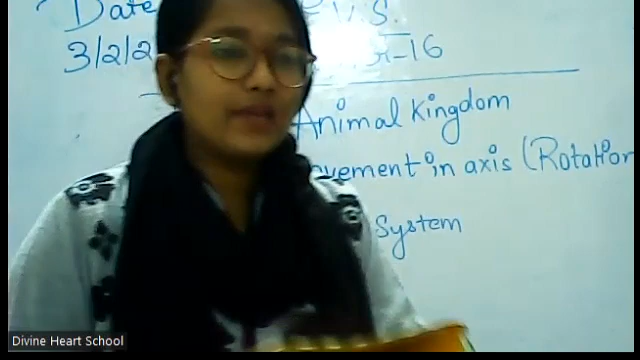 Date
3/2/2 -16
Animal Kingdom
vement in axis (Rotation
System
Divine Heart School